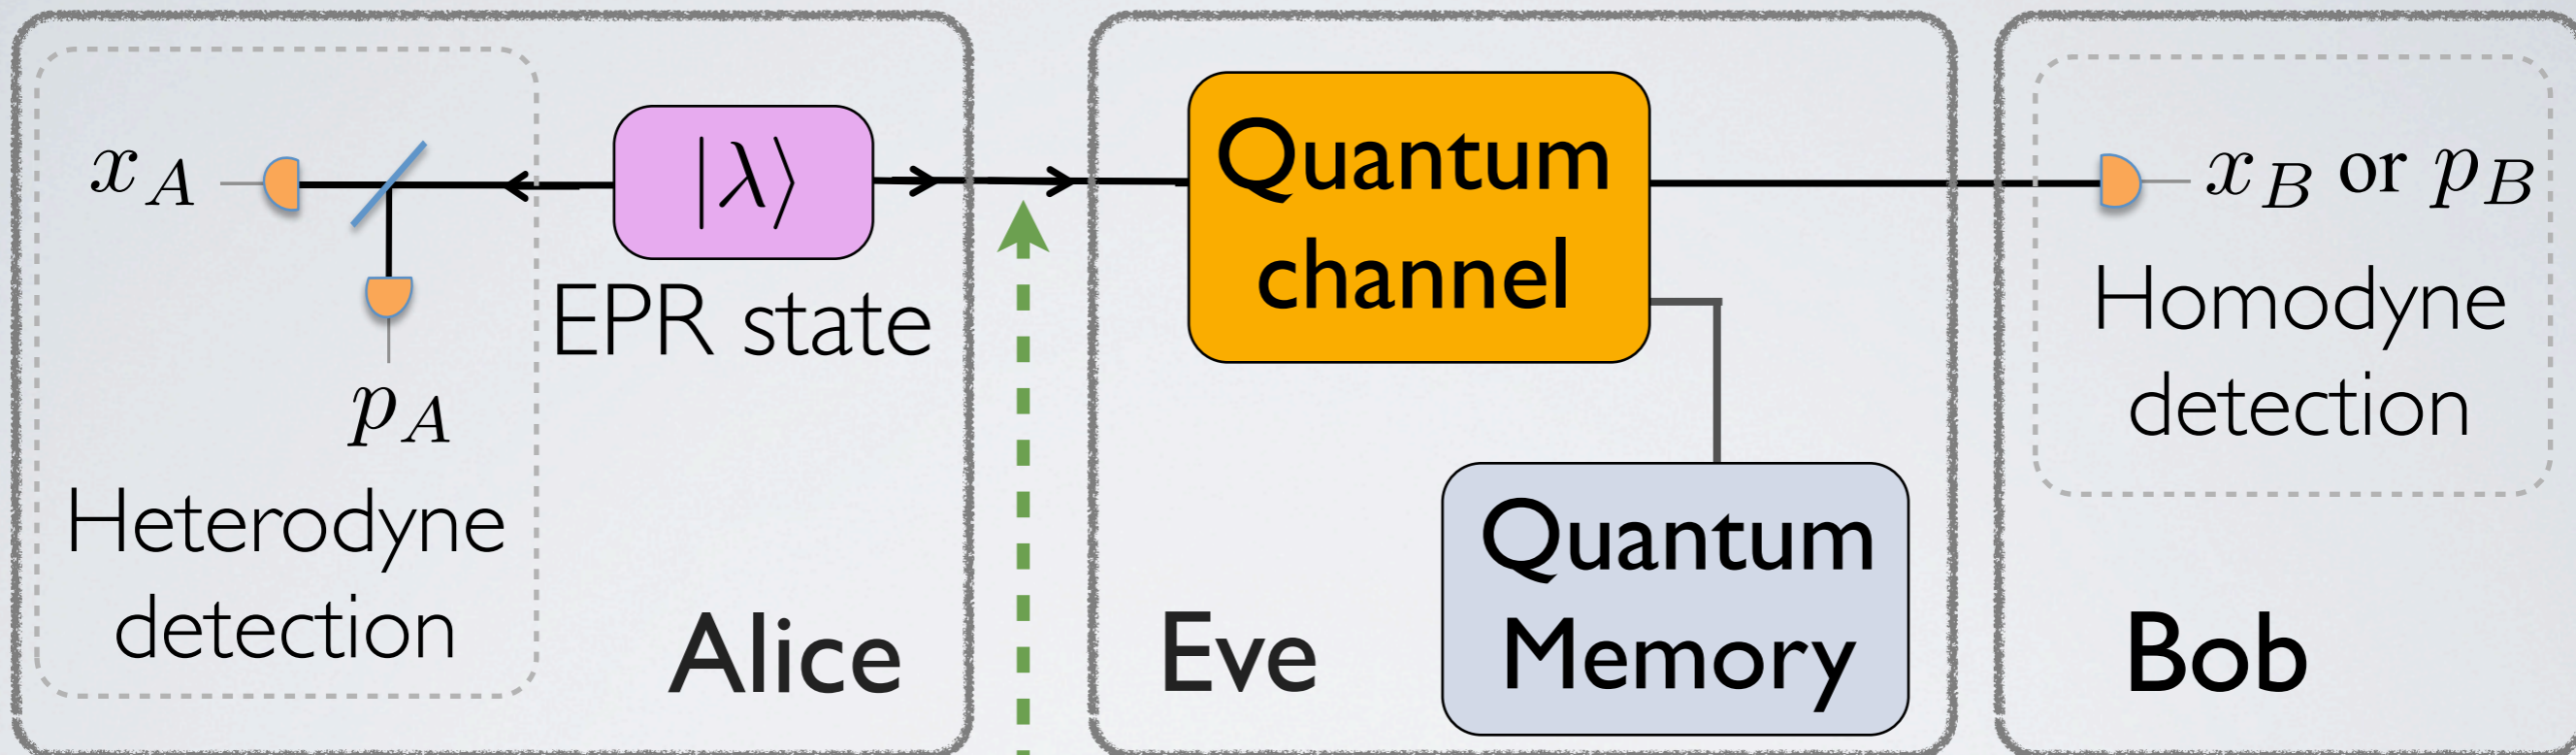 x_A
p_A
Heterodyne
detection
|λ⟩
EPR state
Alice
Quantum
channel
Quantum
Memory
Eve
x_B or p_B
Homodyne
detection
Bob